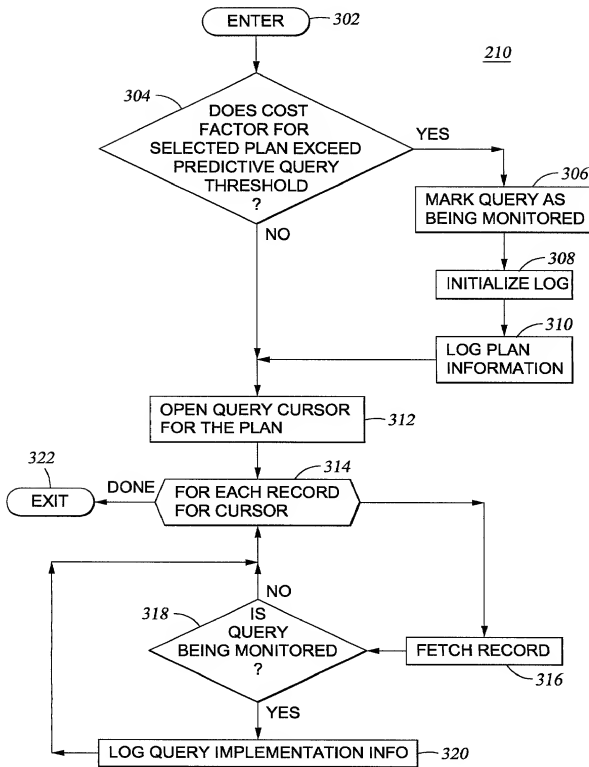 ENTER
302
210
304
DOES COST
FACTOR FOR
SELECTED PLAN EXCEED
PREDICTIVE QUERY
THRESHOLD
?
YES
NO
306
MARK QUERY AS
BEING MONITORED
308
INITIALIZE LOG
310
LOG PLAN
INFORMATION
OPEN QUERY CURSOR
FOR THE PLAN
312
322
EXIT
DONE
314
FOR EACH RECORD
FOR CURSOR
318
NO
IS
QUERY
BEING MONITORED
?
FETCH RECORD
316
YES
LOG QUERY IMPLEMENTATION INFO
320